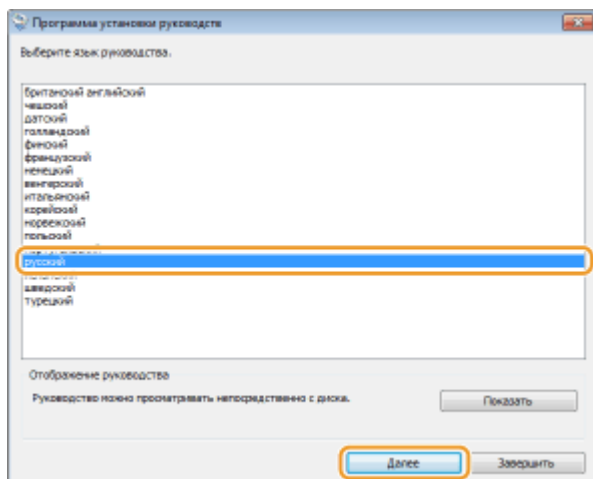 Программа установки руководств
Выберите язык руководства.
британский английский
чешский
датский
голландский
финский
французский
немецкий
венгерский
итальянский
корейский
норвежский
польский
русский
шведский
турецкий
Отображение руководства
Руководство можно просматривать непосредственно с диска.
Показать
Далее
Завершить